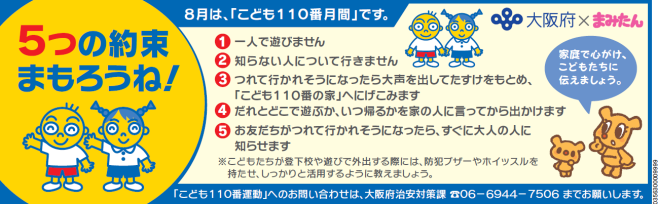 5つの約束
まもろうね!
8月は、「こども110番月間」です。
1 一人で遊びません
2 知らない人について行きません
3 つれて行かれそうになったら大声を出してたすけをもとめ、
「こども110番の家」へにげこみます
4 だれとどこで遊ぶか、いつ帰るかを家の人に言ってから出かけます
5 お友だちがつれて行かれそうになったら、すぐに大人の人に
知らせます
※こどもたちが登下校や遊びで外出する際には、防犯ブザーやホイッスルを
持たせ、しっかりと活用するように教えましょう。
大阪府×まみたん
家庭で心がけ、
こどもたちに
伝えましょう。
「こども110番運動」へのお問い合わせは、大阪府治安対策課 ☎06-6944-7506 までお願いします。